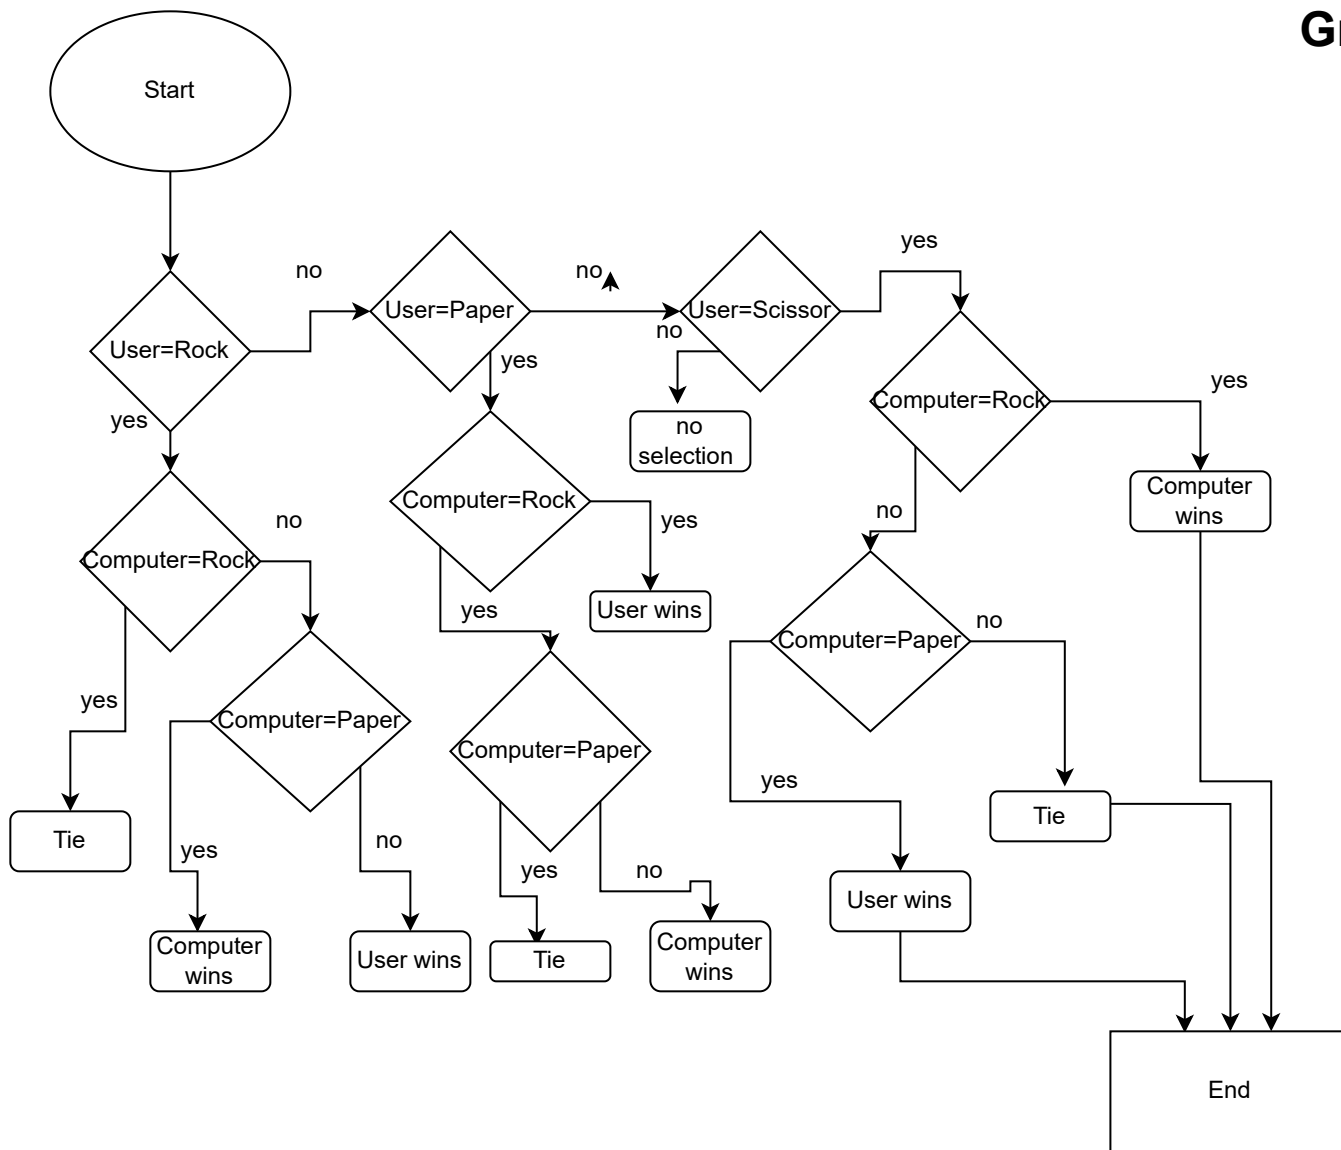 Gr
Start
no
no
yes
User=Rock
User=Paper
User=Scissor
no
yes
yes
Computer=Rock
yes
no
selection
Computer=Rock
yes
Computer
wins
no
no
Computer=Rock
yes
User wins
yes
Computer=Paper
no
yes
Computer=Paper
Computer=Paper
yes
Tie
Tie
yes
no
yes
no
User wins
Computer
wins
User wins
Tie
Computer
wins
End